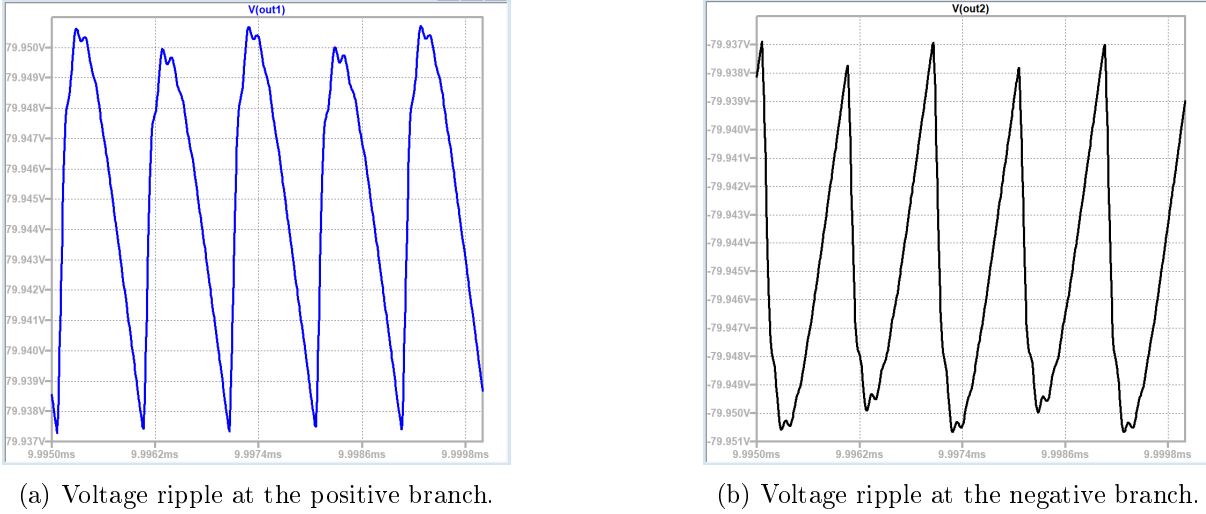 V(out1)
79.950V
79.949V
79.948V
79.947V
79.946V
79.945V
79.944V
79.943V
79.942V
79.941V
79.940V
79.939V
79.938V
79.937V
9.9950ms 9.9962ms 9.9974ms 9.9986ms 9.9998ms
(a) Voltage ripple at the positive branch.
V(out2)
-79.937V
-79.938V
-79.939V
-79.940V
-79.941V
-79.942V
-79.943V
-79.944V
-79.945V
-79.946V
-79.947V
-79.948V
-79.949V
-79.950V
-79.951V
9.9950ms 9.9962ms 9.9974ms 9.9986ms 9.9998ms
(b) Voltage ripple at the negative branch.